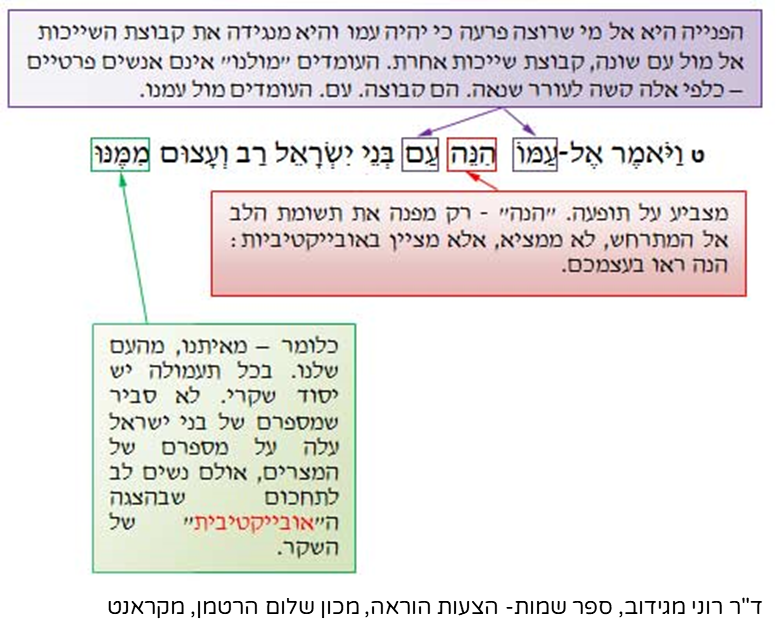 הפנייה היא אל מי שרוצה פרעה כי יהיה עמו והיא מנגידה את קבוצת השייכות
אל מול עם שונה, קבוצת שייכות אחרת. העומדים "מולנו" אינם אנשים פרטיים
– כלפי אלה קשה לעורר שנאה. הם קבוצה. עם. העומדים מול עמנו.
ט וַיֹּאמֶר אֶל-עַמּוֹ הִנֵּה עַם בְּנֵי יִשְׂרָאֵל רַב וְעָצוּם מִמֶּנּוּ
מצביע על תופעה. "הנה" - רק מפנה את תשומת הלב
אל המתרחש, לא ממציא, אלא מציין באובייקטיביות:
הנה ראו בעצמכם.
כלומר – מאיתנו, מהעם
שלנו. בכל תעמולה יש
יסוד שקרי. לא סביר
שמספרם של בני ישראל
עלה על מספרם של
המצרים, אולם נשים לב
לתחכום שבהצגה
ה"אובייקטיבית" של
השקר.
ד"ר רוני מגידוב, ספר שמות- הצעות הוראה, מכון שלום הרטמן, מקראנט